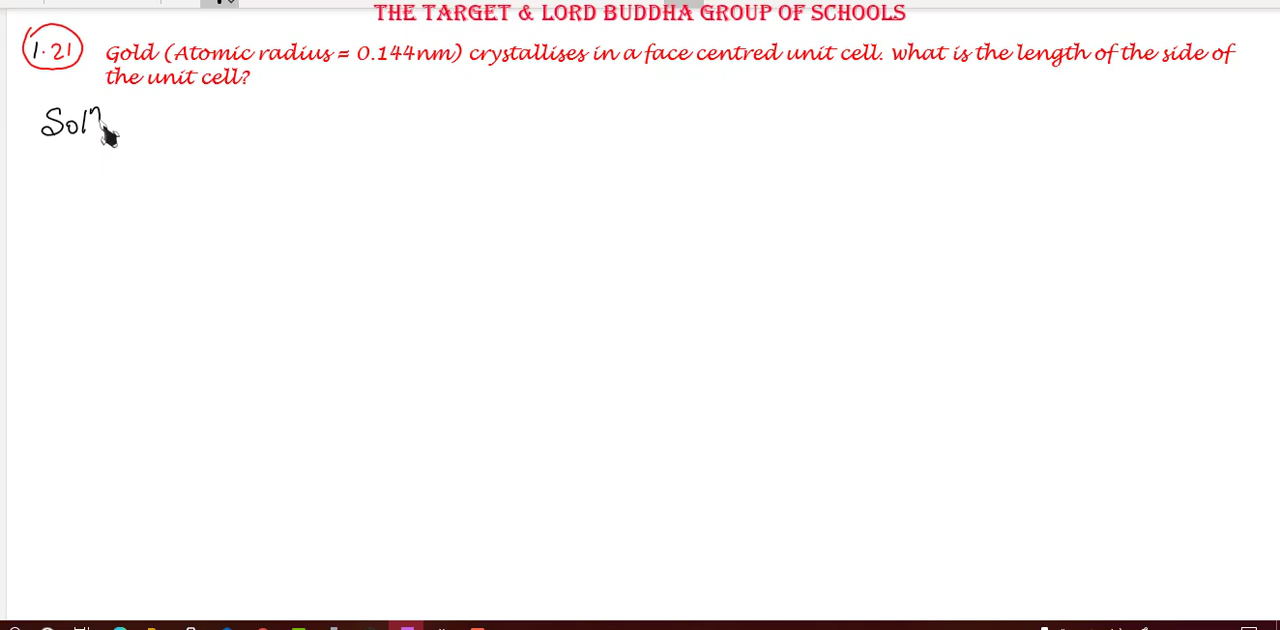 THE TARGET & LORD BUDDHA GROUP OF SCHOOLS
1.21 Gold (Atomic radius = 0.144nm) crystallises in a face centred unit cell. what is the length of the side of
the unit cell?
Solⁿ